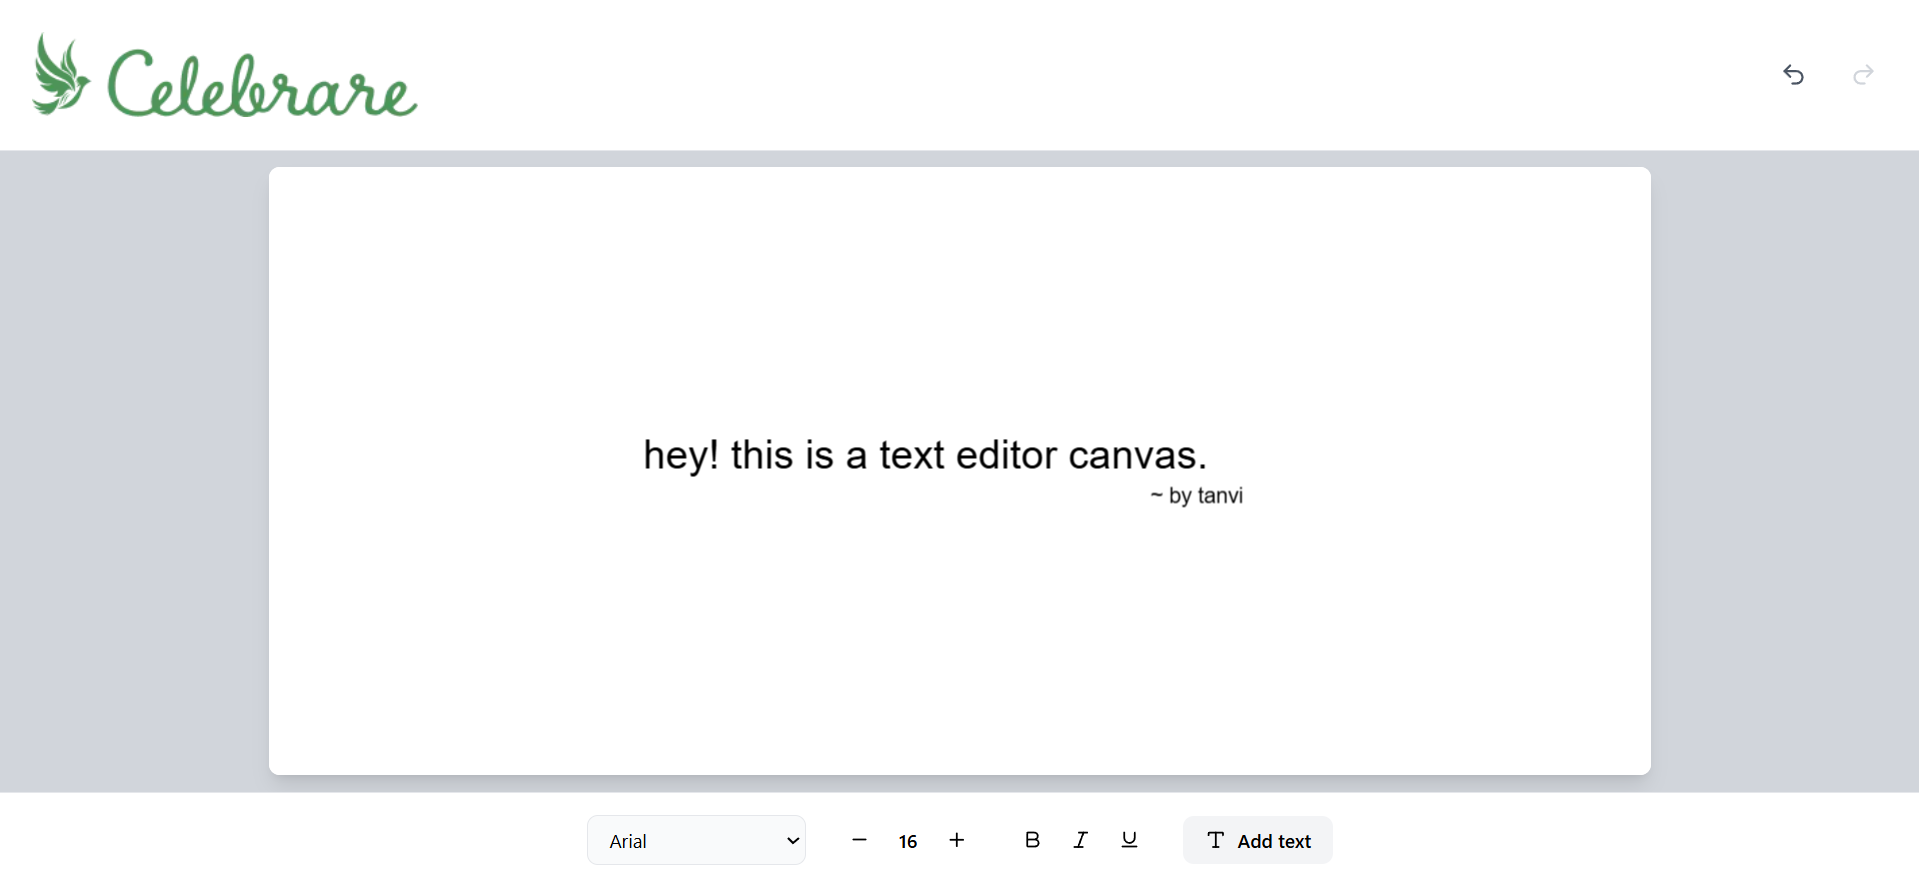 Celebrare
hey! this is a text editor canvas.
~ by tanvi
Arial
16
B I U
T Add text